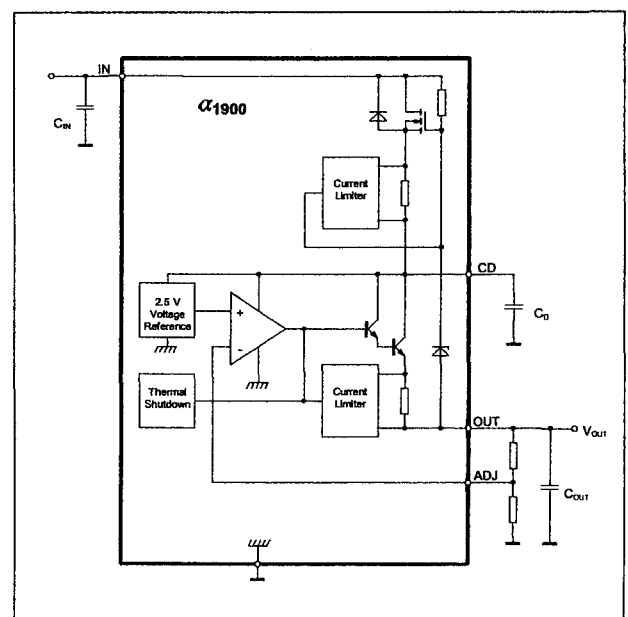 IN
α1900
CIN
Current
Limiter
CD
2.5 V
Voltage
Reference
+
-
CD
Thermal
Shutdown
Current
Limiter
OUT
VOUT
ADJ
COUT